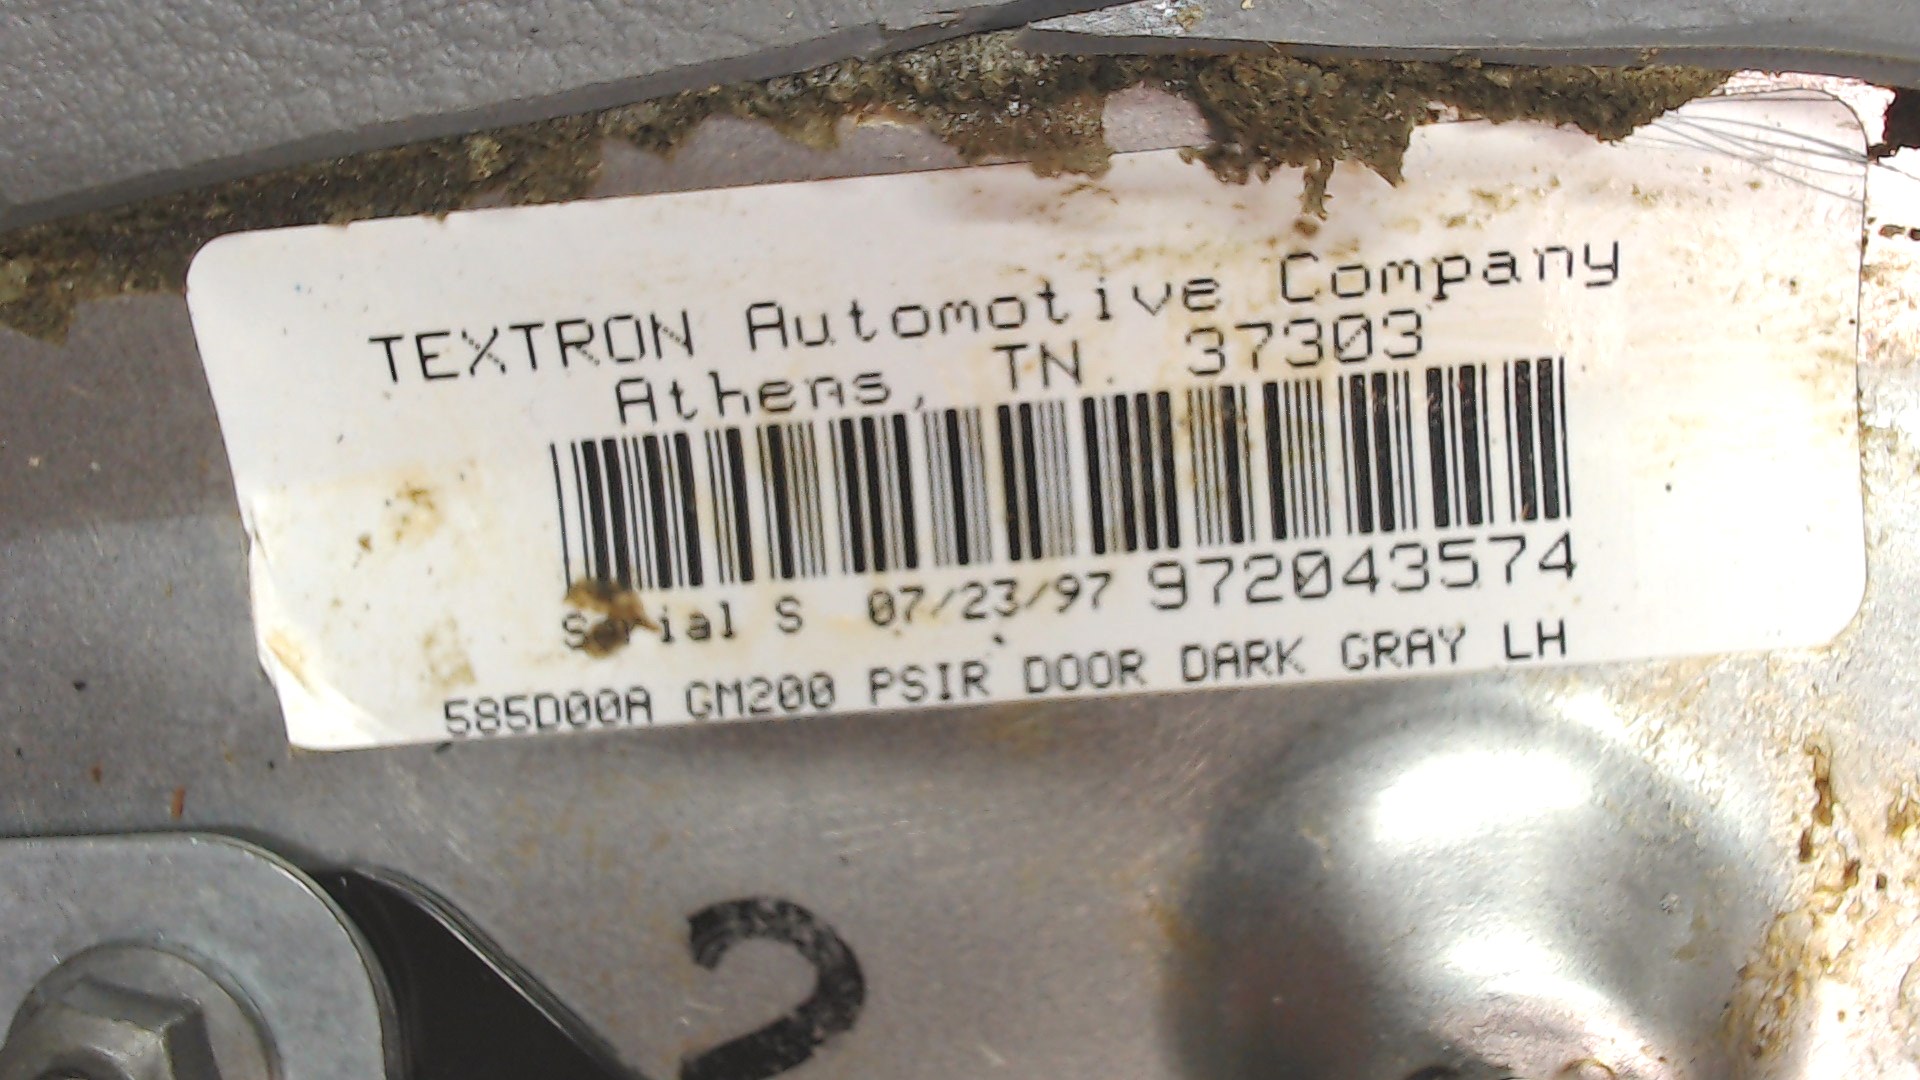 TEXTRON Automotive Company
Athens, TN. 37303
Serial S 07/23/97 972043574
585D00A GM200 PSIR DOOR DARK GRAY LH
2